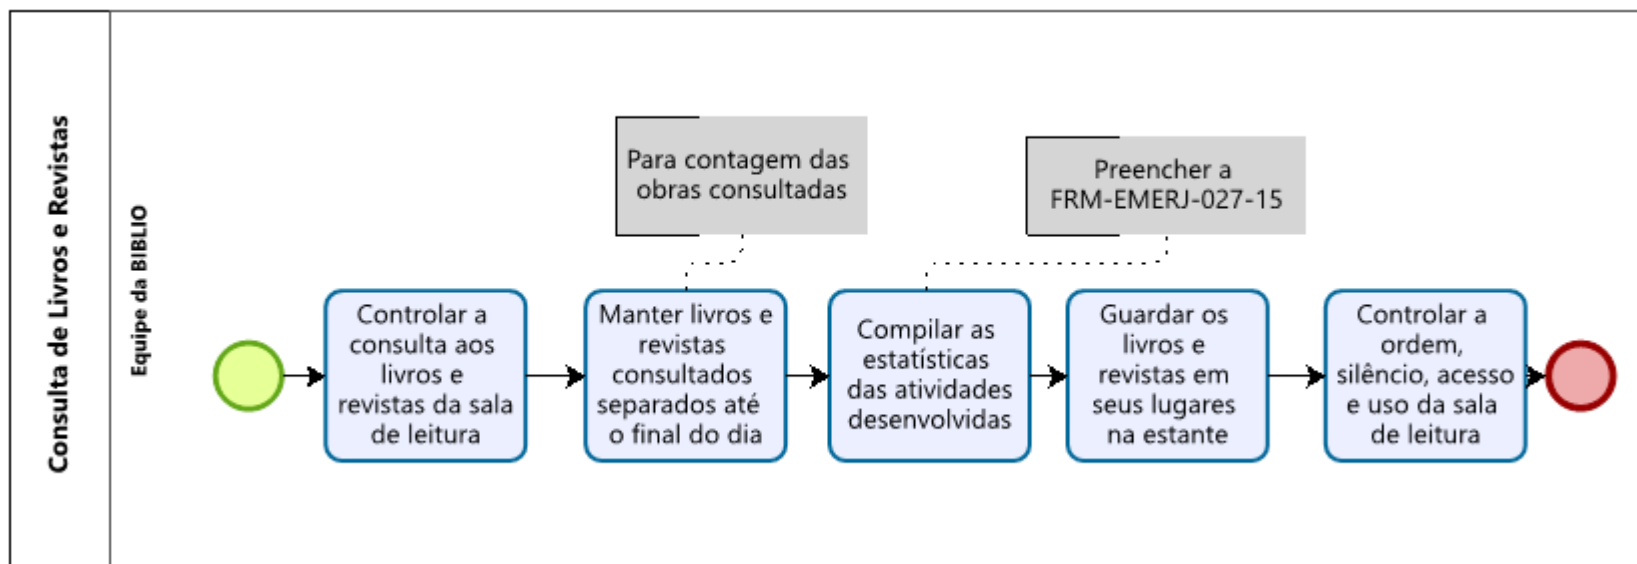 Consulta de Livros e Revistas
Equipe da BIBLIO
Para contagem das
obras consultadas
Preencher a
FRM-EMERJ-027-15
Controlar a
consulta aos
livros e
revistas da sala
de leitura
Manter livros e
revistas
consultados
separados até
o final do dia
Compilar as
estatísticas
das atividades
desenvolvidas
Guardar os
livros e
revistas em
seus lugares
na estante
Controlar a
ordem,
silêncio, acesso
e uso da sala
de leitura